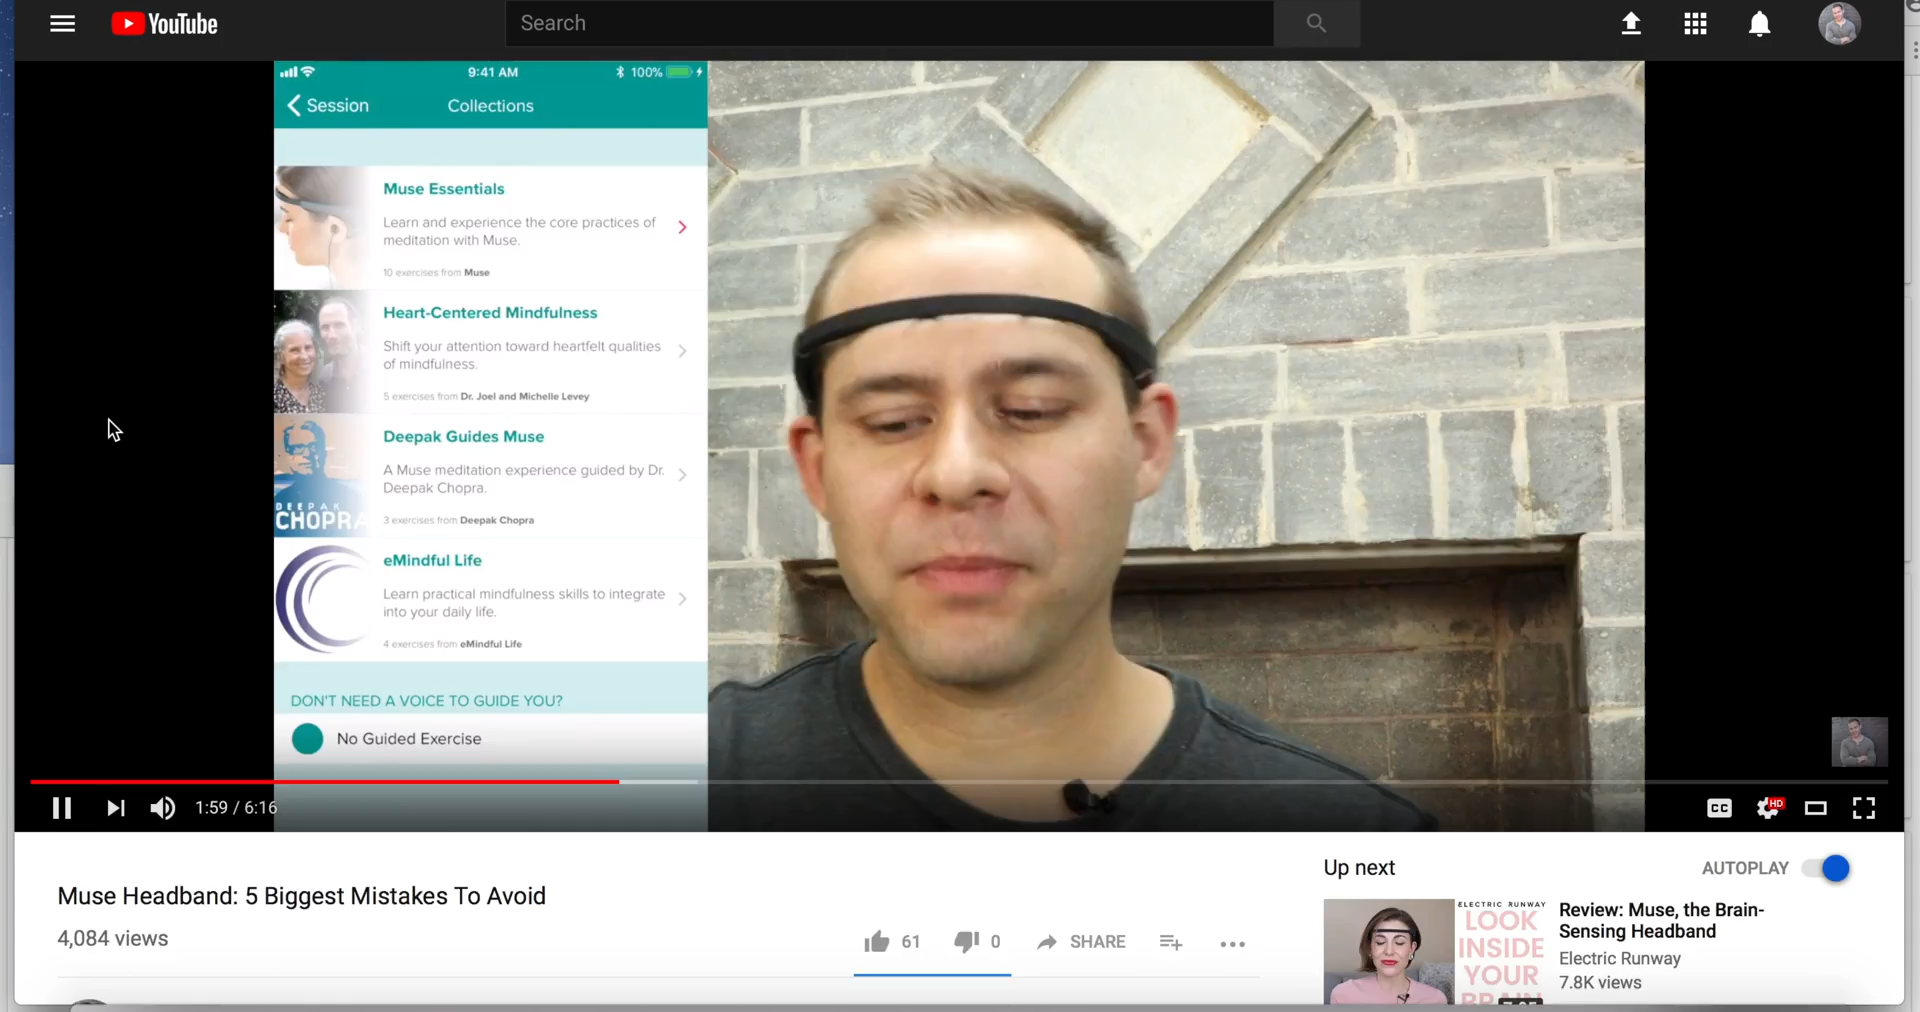 YouTube
Search
9:41 AM
100%
Session
Collections
Muse Essentials
Learn and experience the core practices of
meditation with Muse.
10 exercises from Muse
Heart-Centered Mindfulness
Shift your attention toward heartfelt qualities
of mindfulness.
5 exercises from Dr. Joel and Michelle Levey
Deepak Guides Muse
A Muse meditation experience guided by Dr.
Deepak Chopra.
3 exercises from Deepak Chopra
DEEPAK
CHOPRA
eMindful Life
Learn practical mindfulness skills to integrate
into your daily life.
4 exercises from eMindful Life
DON'T NEED A VOICE TO GUIDE YOU?
No Guided Exercise
1:59 / 6:16
CC
HD
Muse Headband: 5 Biggest Mistakes To Avoid
4,084 views
61
0
SHARE
Up next
AUTOPLAY
ELECTRIC RUNWAY
LOOK
INSIDE
YOUR
BRAIN
Review: Muse, the Brain-
Sensing Headband
Electric Runway
7.8K views